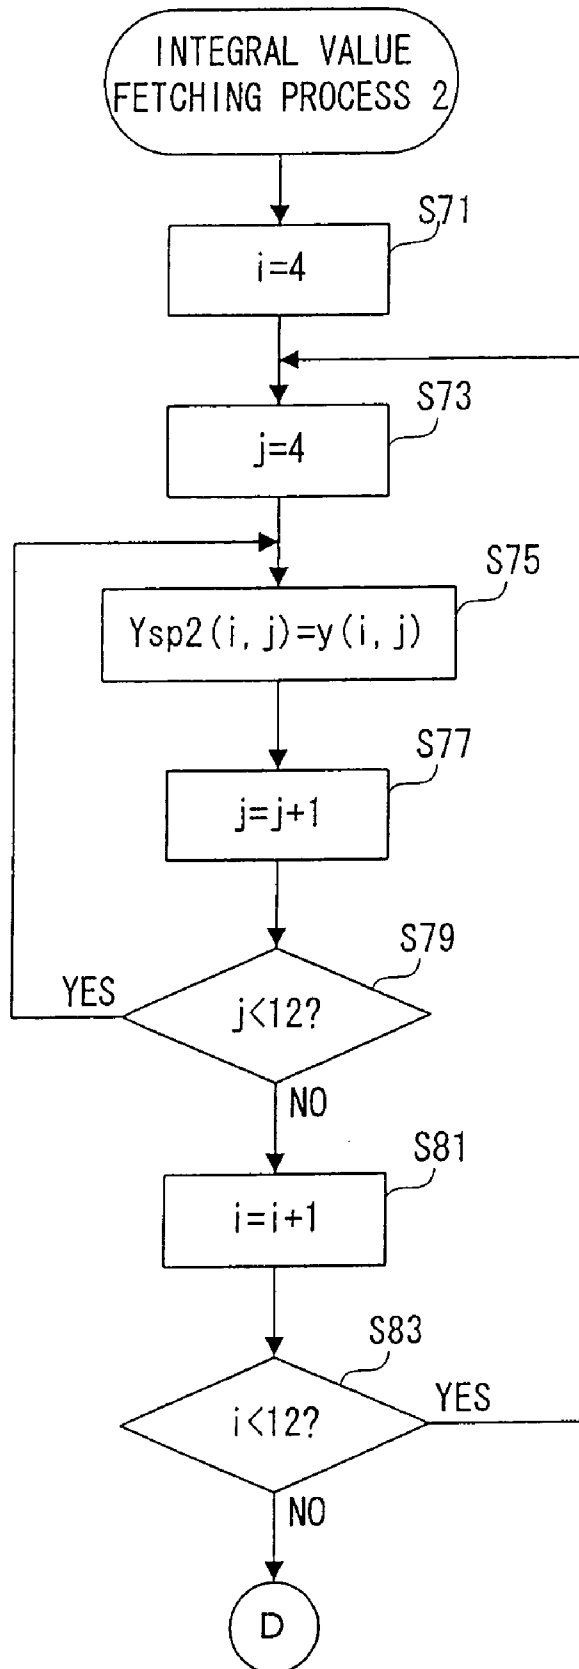 INTEGRAL VALUE
FETCHING PROCESS 2
S71
i=4
S73
j=4
S75
Ysp2(i,j)=y(i,j)
S77
j=j+1
S79
YES
j<12?
NO
S81
i=i+1
S83
YES
i<12?
NO
D